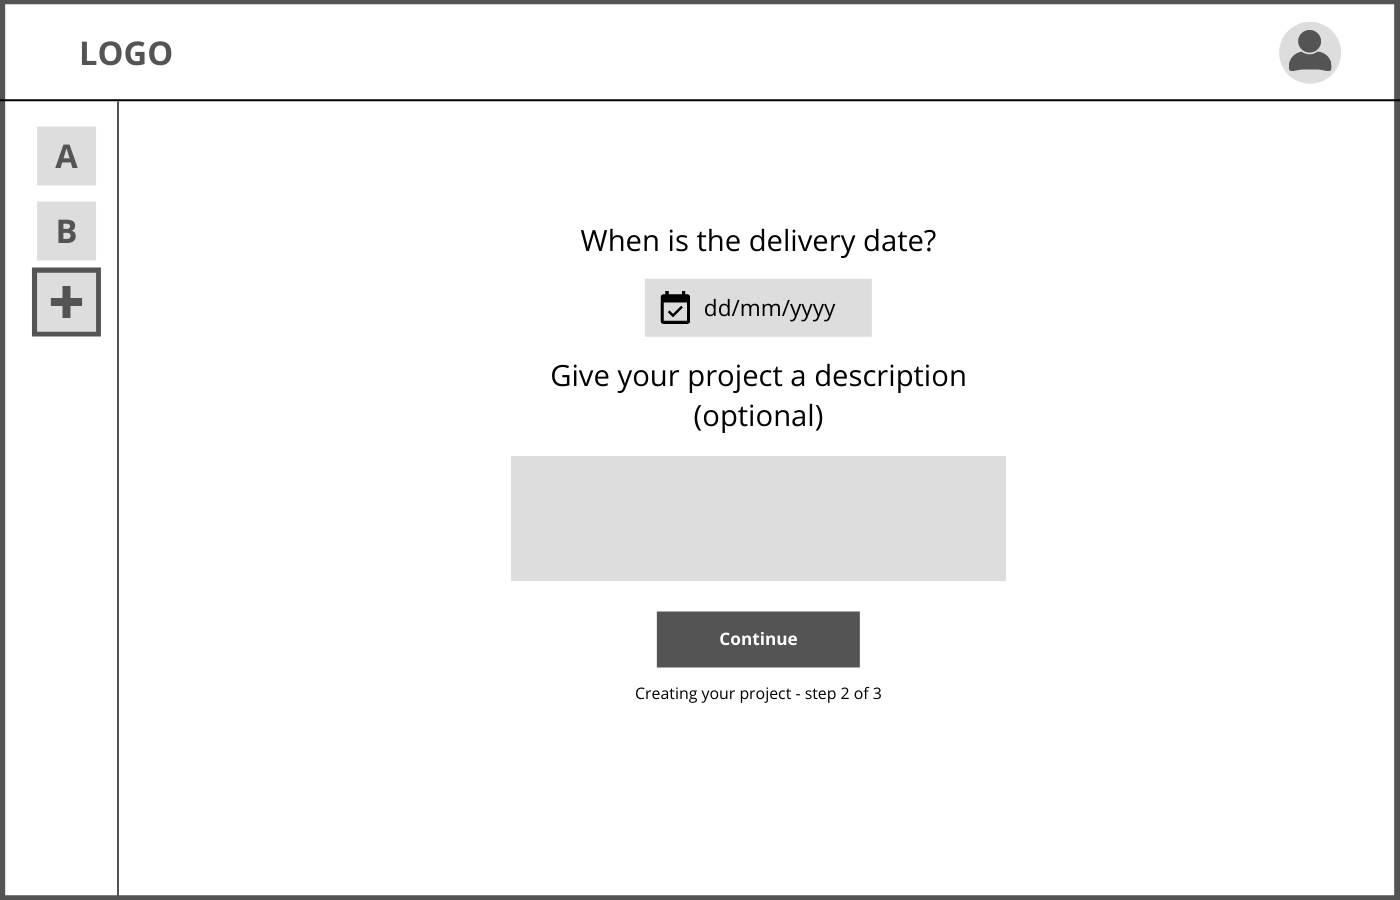 LOGO
A
B
When is the delivery date?
dd/mm/yyyy
Give your project a description
(optional)
Continue
Creating your project - step 2 of 3